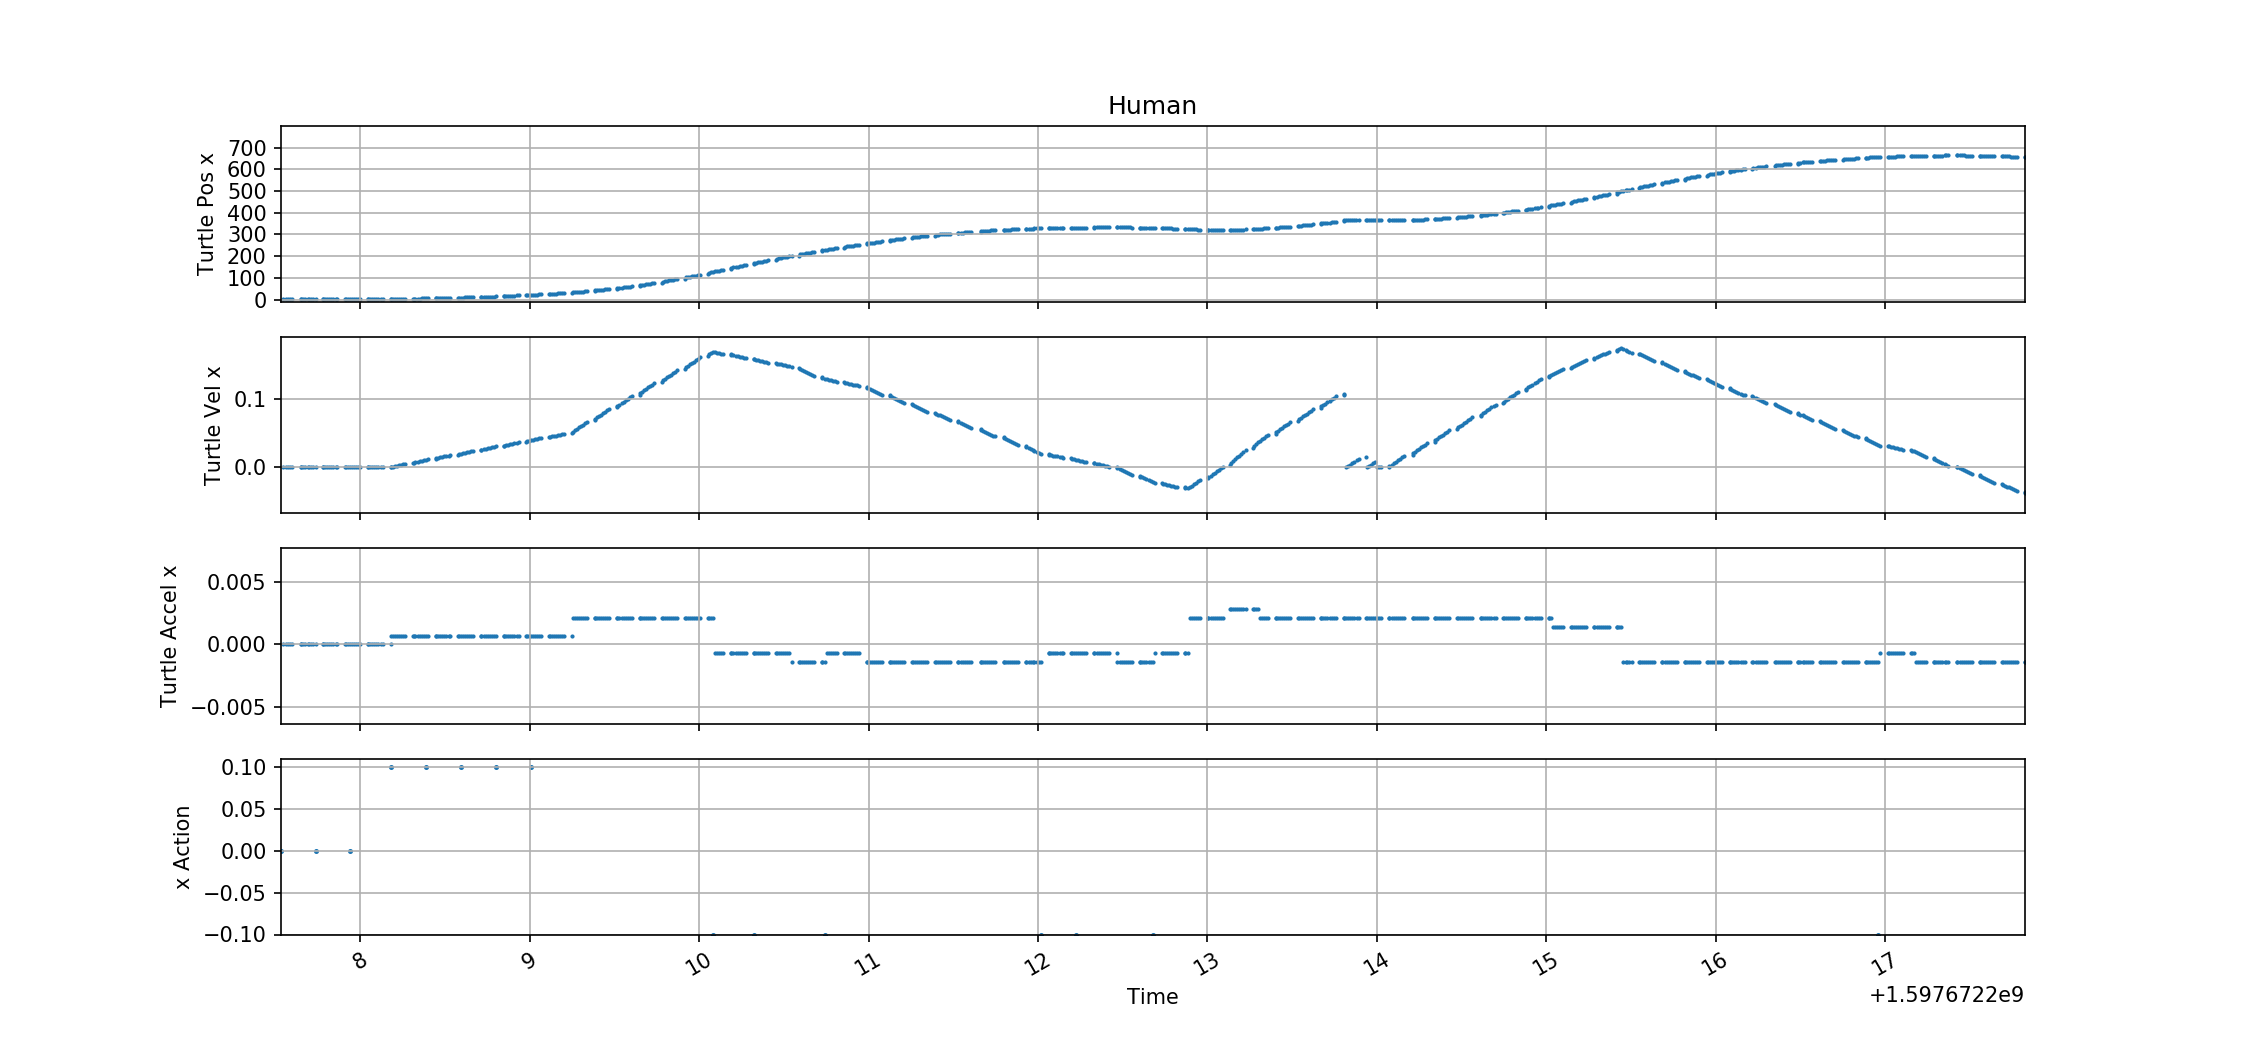 Human
Turtle Pos x
700
600
500
400
300
200
100
0
Turtle Vel x
0.1
0.0
Turtle Accel x
0.005
0.000
−0.005
x Action
0.10
0.05
0.00
−0.05
−0.10
8 9 10 11 12 13 14 15 16 17
Time
+1.5976722e9